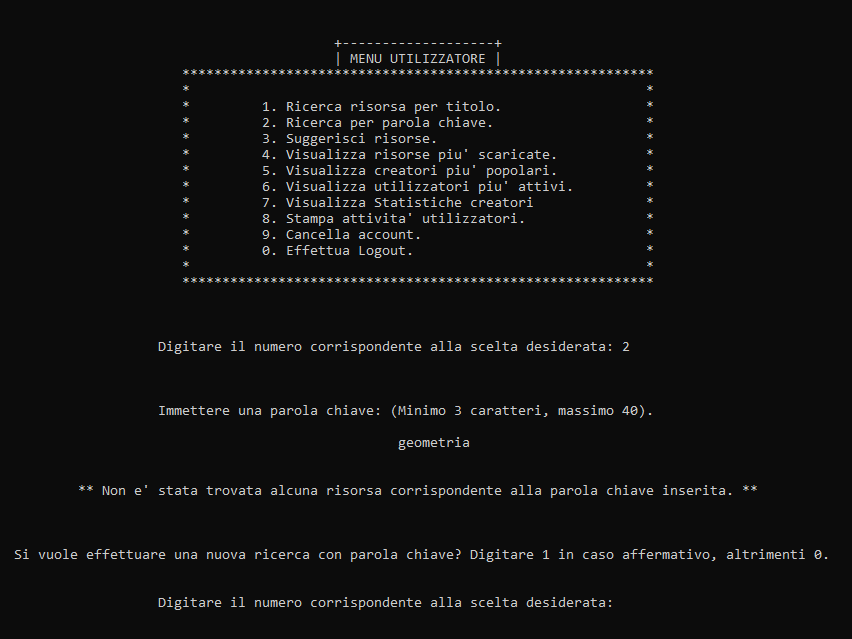 +-------------------+
| MENU UTILIZZATORE |
***********************************************************
* *
* 1. Ricerca risorsa per titolo. *
* 2. Ricerca per parola chiave. *
* 3. Suggerisci risorse. *
* 4. Visualizza risorse piu' scaricate. *
* 5. Visualizza creatori piu' popolari. *
* 6. Visualizza utilizzatori piu' attivi. *
* 7. Visualizza Statistiche creatori *
* 8. Stampa attivita' utilizzatori. *
* 9. Cancella account. *
* 0. Effettua Logout. *
* *
***********************************************************
Digitare il numero corrispondente alla scelta desiderata: 2
Immettere una parola chiave: (Minimo 3 caratteri, massimo 40).
geometria
** Non e' stata trovata alcuna risorsa corrispondente alla parola chiave inserita. **
Si vuole effettuare una nuova ricerca con parola chiave? Digitare 1 in caso affermativo, altrimenti 0.
Digitare il numero corrispondente alla scelta desiderata: